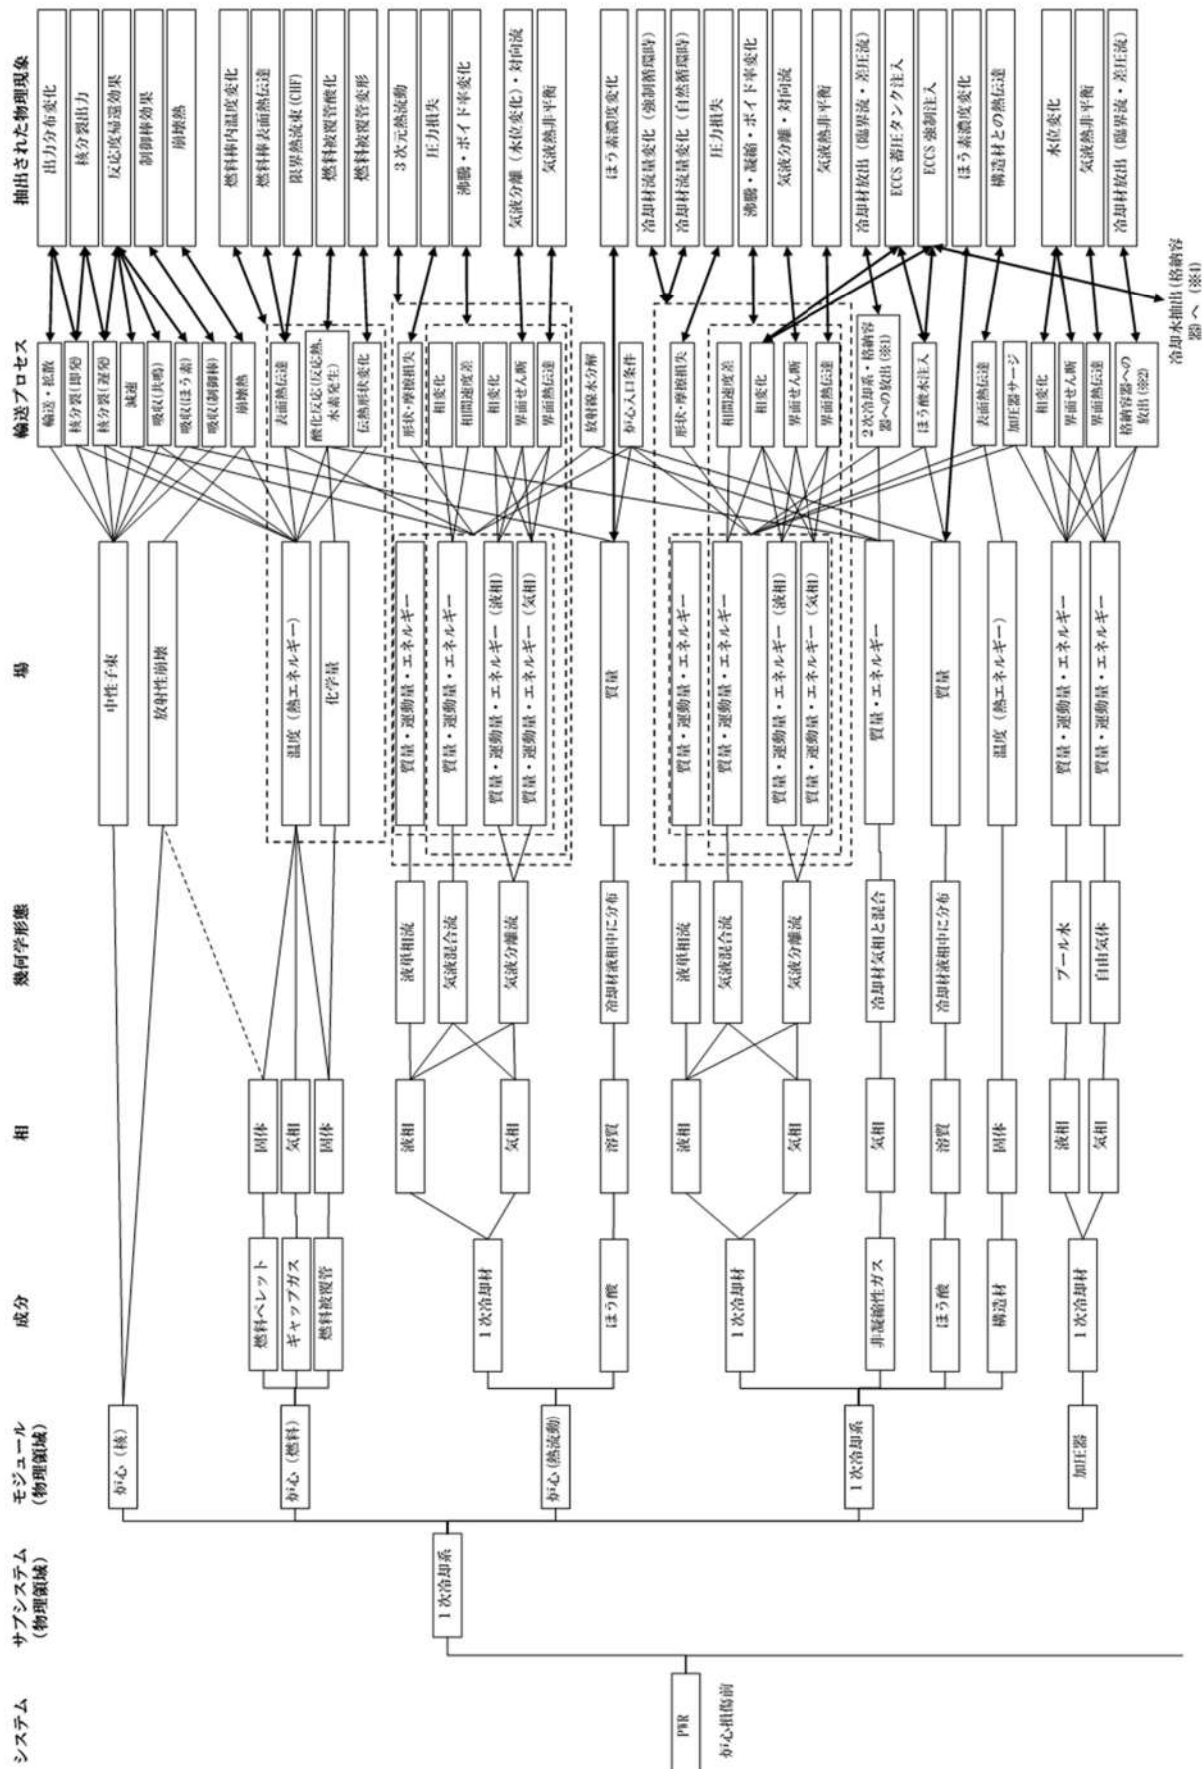 システム
サブシステム
(物理領域)
モジュール
(物理領域)
成分
相
幾何学形態
場
輸送プロセス
抽出された物理現象
PWR
炉心損傷前
1次冷却系
炉心（核）
炉心（燃料）
炉心(熱流動)
1次冷却系
加圧器
燃料ペレット
ギャップガス
燃料被覆管
1次冷却材
ほう酸
1次冷却材
非凝縮性ガス
ほう酸
構造材
1次冷却材
固体
気相
固体
液相
気相
溶質
液相
気相
気相
溶質
固体
液相
気相
液単相流
気液混合流
気液分離流
冷却材液相中に分布
液単相流
気液混合流
気液分離流
冷却材気相と混合
冷却材液相中に分布
プール水
自由気体
中性子束
放射性崩壊
温度（熱エネルギー）
化学量
質量・運動量・エネルギー
質量・運動量・エネルギー
質量・運動量・エネルギー（液相）
質量・運動量・エネルギー（気相）
質量
質量・運動量・エネルギー
質量・運動量・エネルギー
質量・運動量・エネルギー（液相）
質量・運動量・エネルギー（気相）
質量・エネルギー
質量
温度（熱エネルギー）
質量・運動量・エネルギー
質量・運動量・エネルギー
輸送・拡散
核分裂(即発)
核分裂(遅発)
減速
吸収(共鳴)
吸収(ほう素)
吸収(制御棒)
崩壊熱
表面熱伝達
酸化反応(反応熱、
水素発生)
伝熱形状変化
形状・摩擦損失
相変化
相間速度差
相変化
界面せん断
界面熱伝達
放射線水分解
炉心入口条件
形状・摩擦損失
相間速度差
相変化
界面せん断
界面熱伝達
2次冷却系・格納容
器への放出(※1)
ほう酸水注入
表面熱伝達
加圧器サージ
相変化
界面せん断
界面熱伝達
格納容器への
放出(※2)
出力分布変化
核分裂出力
反応度帰還効果
制御棒効果
崩壊熱
燃料棒内温度変化
燃料棒表面熱伝達
限界熱流束(CHF)
燃料被覆管酸化
燃料被覆管変形
3次元熱流動
圧力損失
沸騰・ボイド率変化
気液分離（水位変化）・対向流
気液熱非平衡
ほう素濃度変化
冷却材流量変化（強制循環時）
冷却材流量変化（自然循環時）
圧力損失
沸騰・凝縮・ボイド率変化
気液分離・対向流
気液熱非平衡
冷却材放出（臨界流・差圧流）
ECCS 蓄圧タンク注入
ECCS 強制注入
ほう素濃度変化
構造材との熱伝達
水位変化
気液熱非平衡
冷却材放出（臨界流・差圧流）
冷却水抽出(格納容
器)へ（※4）